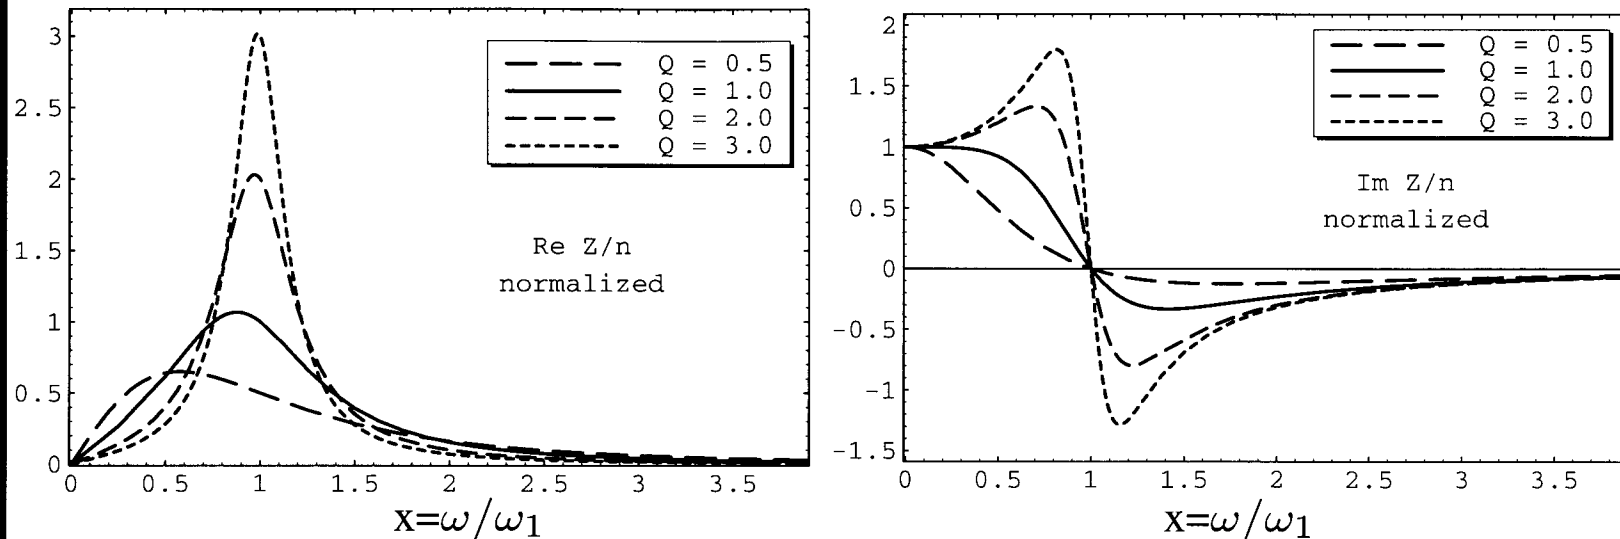 3
2.5
2
1.5
1
0.5
0
Q = 0.5
Q = 1.0
Q = 2.0
Q = 3.0
Re Z/n
normalized
0 0.5 1 1.5 2 2.5 3 3.5
x=ω/ω1
2
1.5
1
0.5
0
-0.5
-1
-1.5
Q = 0.5
Q = 1.0
Q = 2.0
Q = 3.0
Im Z/n
normalized
0 0.5 1 1.5 2 2.5 3 3.5
x=ω/ω1